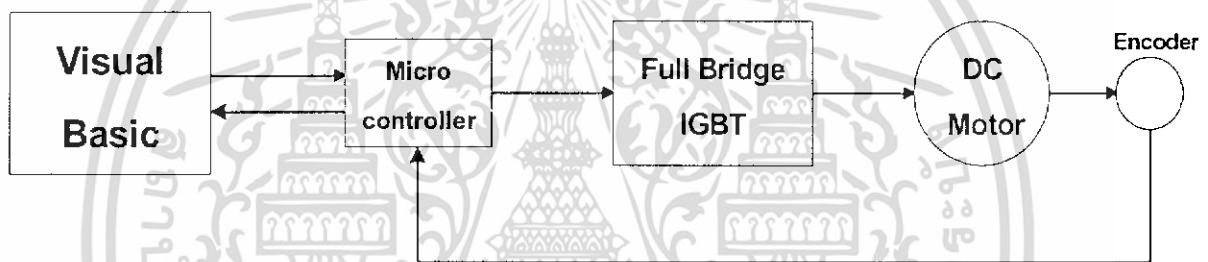 Visual
Basic
Micro
controller
Full Bridge
IGBT
DC
Motor
Encoder